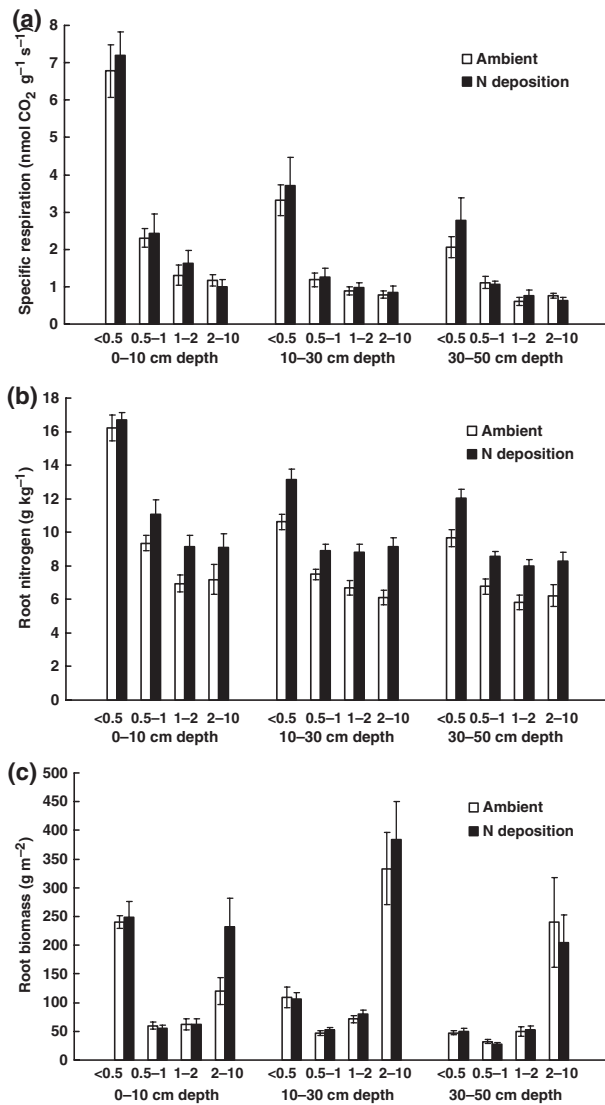 (a)
Specific respiration (nmol CO₂ g⁻¹ s⁻¹)
8
7
6
5
4
3
2
1
0
Ambient
N deposition
<0.5 0.5–1 1–2 2–10 <0.5 0.5–1 1–2 2–10 <0.5 0.5–1 1–2 2–10
0–10 cm depth 10–30 cm depth 30–50 cm depth
(b)
Root nitrogen (g kg⁻¹)
18
16
14
12
10
8
6
4
2
0
Ambient
N deposition
<0.5 0.5–1 1–2 2–10 <0.5 0.5–1 1–2 2–10 <0.5 0.5–1 1–2 2–10
0–10 cm depth 10–30 cm depth 30–50 cm depth
(c)
Root biomass (g m⁻²)
500
450
400
350
300
250
200
150
100
50
0
Ambient
N deposition
<0.5 0.5–1 1–2 2–10 <0.5 0.5–1 1–2 2–10 <0.5 0.5–1 1–2 2–10
0–10 cm depth 10–30 cm depth 30–50 cm depth